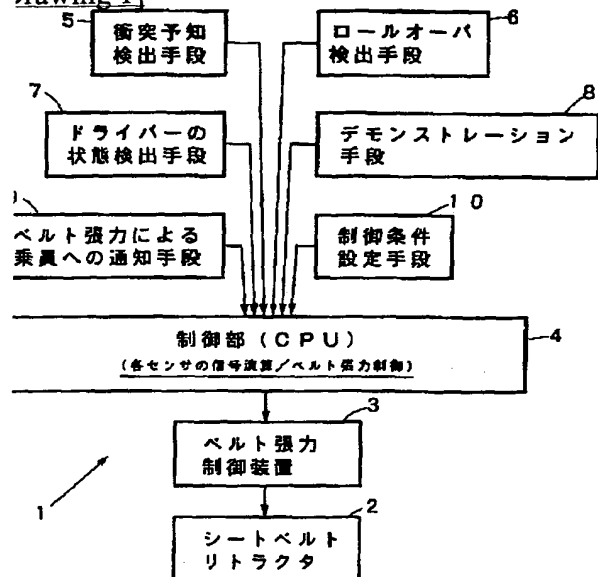 5
衝突予知
検出手段
ロールオーバ
検出手段
6
7
ドライバーの
状態検出手段
デモンストレーション
手段
8
ベルト張力による
乗員への通知手段
制御条件
設定手段
10
制御部(CPU)
(各センサの信号演算/ベルト張力制御)
4
ベルト張力
制御装置
3
1
シートベルト
リトラクタ
2